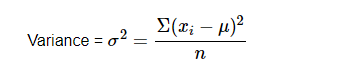 Variance = σ² = Σ(xᵢ − μ)² / n